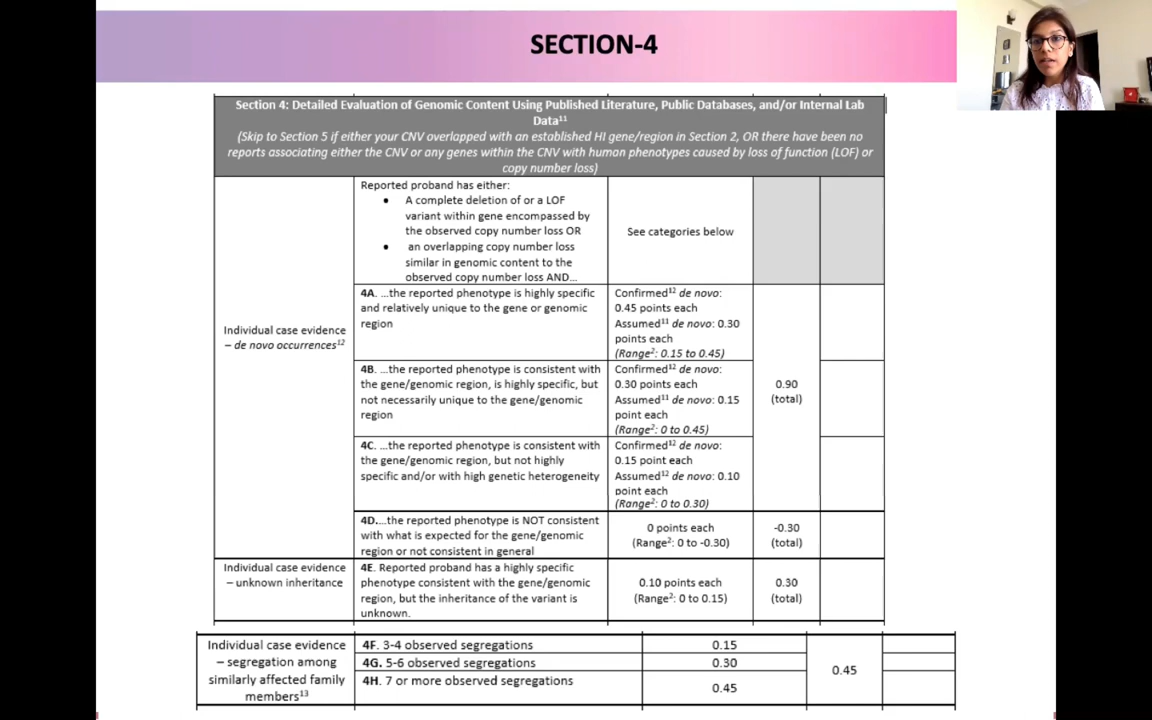 SECTION-4
Section 4: Detailed Evaluation of Genomic Content Using Published Literature, Public Databases, and/or Internal Lab
Data¹¹
(Skip to Section 5 if either your CNV overlapped with an established HI gene/region in Section 2, OR there have been no
reports associating either the CNV or any genes within the CNV with human phenotypes caused by loss of function (LOF) or
copy number loss)
Individual case evidence
– de novo occurrences¹²
Reported proband has either:
• A complete deletion of or a LOF
variant within gene encompassed by
the observed copy number loss OR
• an overlapping copy number loss
similar in genomic content to the
observed copy number loss AND…
See categories below
4A. …the reported phenotype is highly specific
and relatively unique to the gene or genomic
region
Confirmed¹² de novo:
0.45 points each
Assumed¹¹ de novo: 0.30
points each
(Range²: 0.15 to 0.45)
0.90
(total)
4B. …the reported phenotype is consistent with
the gene/genomic region, is highly specific, but
not necessarily unique to the gene/genomic
region
Confirmed¹² de novo:
0.30 points each
Assumed¹¹ de novo: 0.15
point each
(Range²: 0 to 0.45)
4C. …the reported phenotype is consistent with
the gene/genomic region, but not highly
specific and/or with high genetic heterogeneity
Confirmed¹² de novo:
0.15 point each
Assumed¹² de novo: 0.10
point each
(Range²: 0 to 0.30)
4D.…the reported phenotype is NOT consistent
with what is expected for the gene/genomic
region or not consistent in general
0 points each
(Range²: 0 to -0.30)
-0.30
(total)
Individual case evidence
– unknown inheritance
4E. Reported proband has a highly specific
phenotype consistent with the gene/genomic
region, but the inheritance of the variant is
unknown.
0.10 points each
(Range²: 0 to 0.15)
0.30
(total)
Individual case evidence
– segregation among
similarly affected family
members¹³
4F. 3-4 observed segregations
0.15
4G. 5-6 observed segregations
0.30
4H. 7 or more observed segregations
0.45
0.45